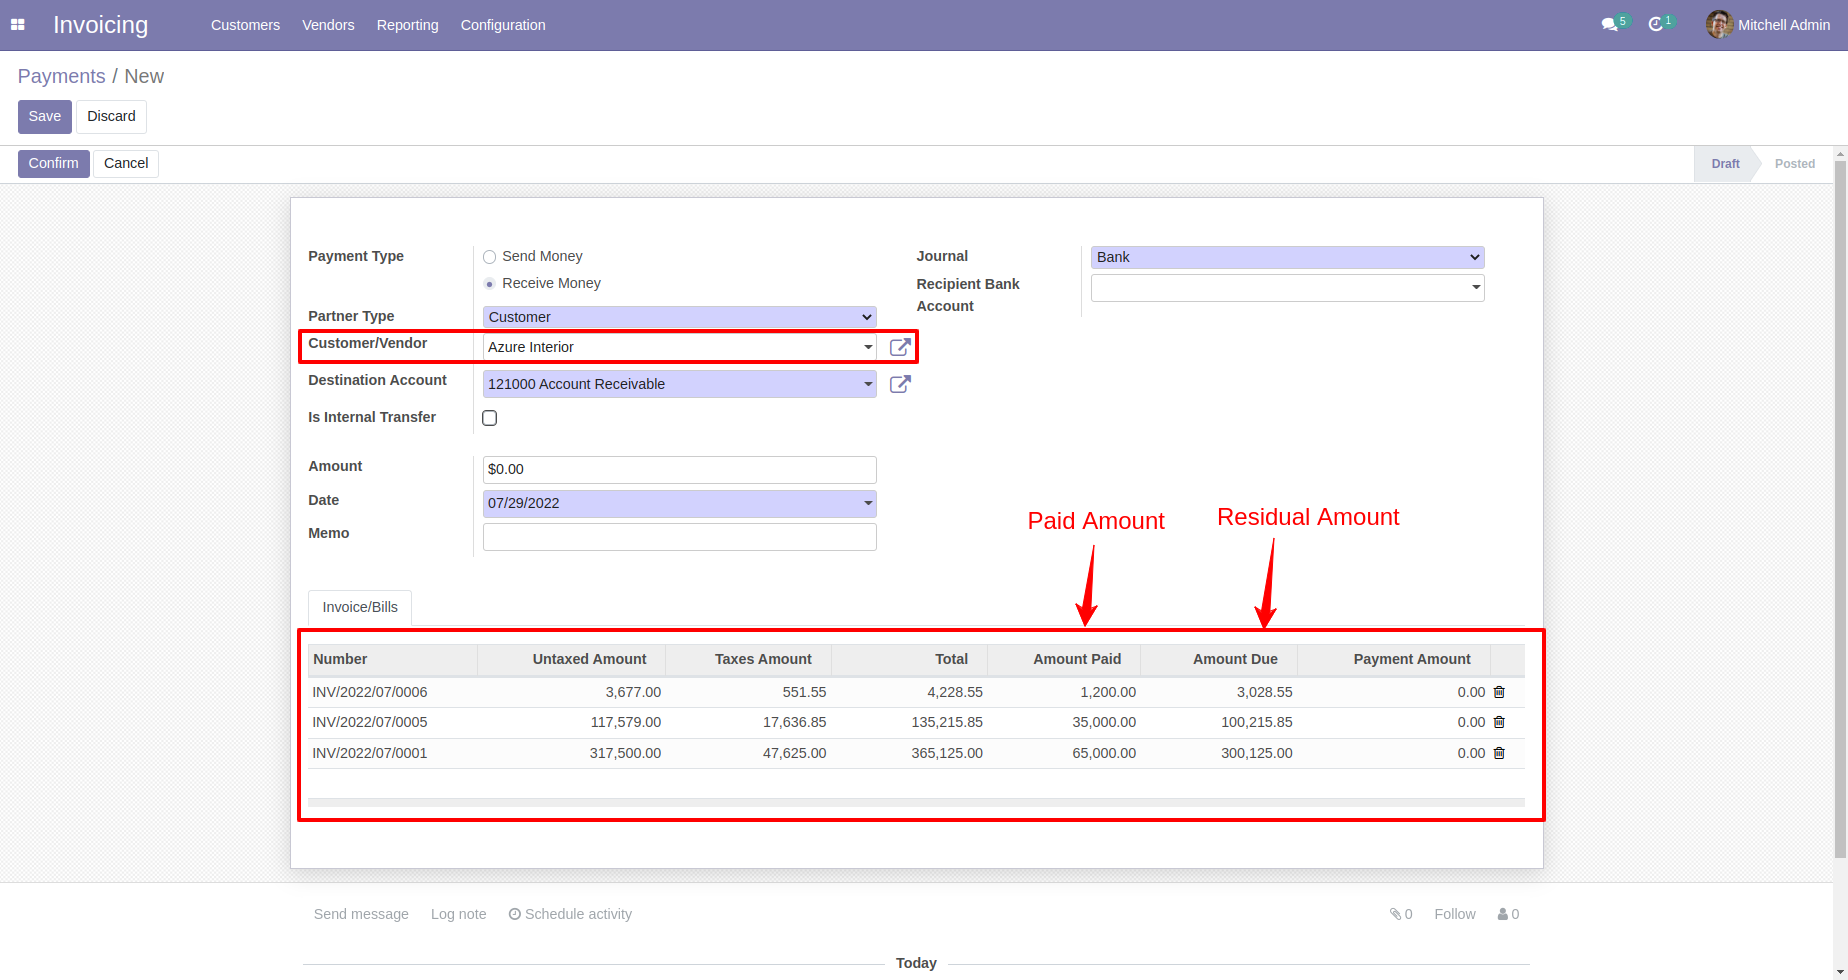 Invoicing Customers Vendors Reporting Configuration 5 1 Mitchell Admin
Payments / New
Save Discard
Confirm Cancel Draft Posted
Payment Type Send Money Journal Bank
Receive Money Recipient Bank
Account
Partner Type Customer
Customer/Vendor Azure Interior
Destination Account 121000 Account Receivable
Is Internal Transfer
Amount $0.00
Date 07/29/2022
Memo
Paid Amount Residual Amount
Invoice/Bills
Number Untaxed Amount Taxes Amount Total Amount Paid Amount Due Payment Amount
INV/2022/07/0006 3,677.00 551.55 4,228.55 1,200.00 3,028.55 0.00
INV/2022/07/0005 117,579.00 17,636.85 135,215.85 35,000.00 100,215.85 0.00
INV/2022/07/0001 317,500.00 47,625.00 365,125.00 65,000.00 300,125.00 0.00
Send message Log note Schedule activity 0 Follow 0
Today